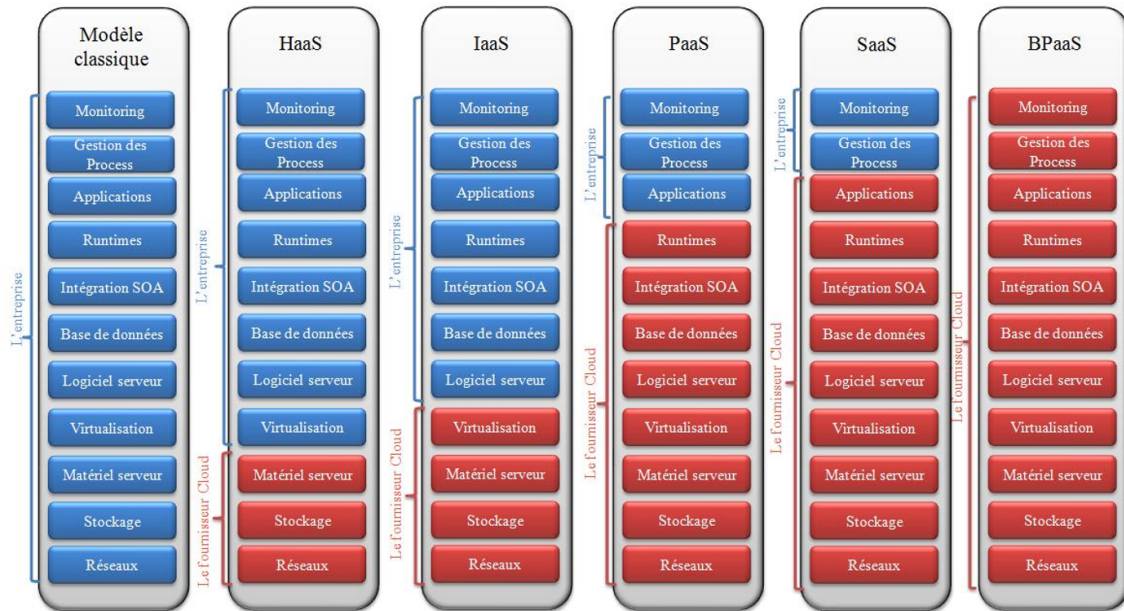 Modèle
classique
Monitoring
Gestion des
Process
Applications
Runtimes
Intégration SOA
Base de données
Logiciel serveur
Virtualisation
Matériel serveur
Stockage
Réseaux
L'entreprise
HaaS
Monitoring
Gestion des
Process
Applications
Runtimes
Intégration SOA
Base de données
Logiciel serveur
Virtualisation
Matériel serveur
Stockage
Réseaux
L'entreprise
Le fournisseur Cloud
IaaS
Monitoring
Gestion des
Process
Applications
Runtimes
Intégration SOA
Base de données
Logiciel serveur
Virtualisation
Matériel serveur
Stockage
Réseaux
L'entreprise
Le fournisseur Cloud
PaaS
Monitoring
Gestion des
Process
Applications
Runtimes
Intégration SOA
Base de données
Logiciel serveur
Virtualisation
Matériel serveur
Stockage
Réseaux
L'entreprise
Le fournisseur Cloud
SaaS
Monitoring
Gestion des
Process
Applications
Runtimes
Intégration SOA
Base de données
Logiciel serveur
Virtualisation
Matériel serveur
Stockage
Réseaux
L'entreprise
Le fournisseur Cloud
BPaaS
Monitoring
Gestion des
Process
Applications
Runtimes
Intégration SOA
Base de données
Logiciel serveur
Virtualisation
Matériel serveur
Stockage
Réseaux
Le fournisseur Cloud